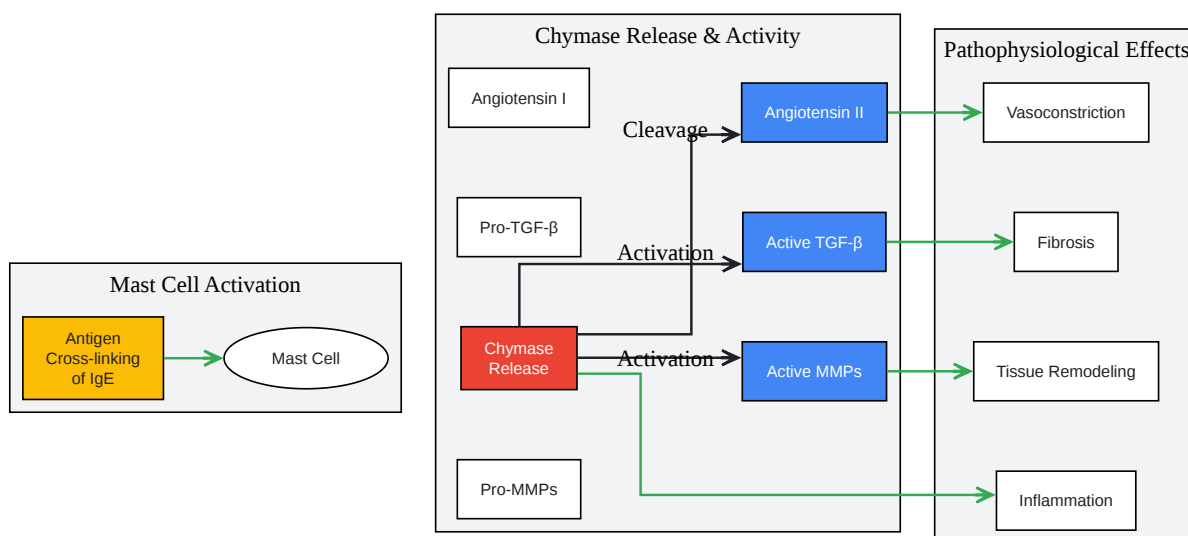 Mast Cell Activation
Antigen
Cross-linking
of IgE
Mast Cell
Chymase Release & Activity
Angiotensin I
Cleavage
Angiotensin II
Pro-TGF-β
Activation
Active TGF-β
Chymase
Release
Activation
Active MMPs
Pro-MMPs
Pathophysiological Effects
Vasoconstriction
Fibrosis
Tissue Remodeling
Inflammation